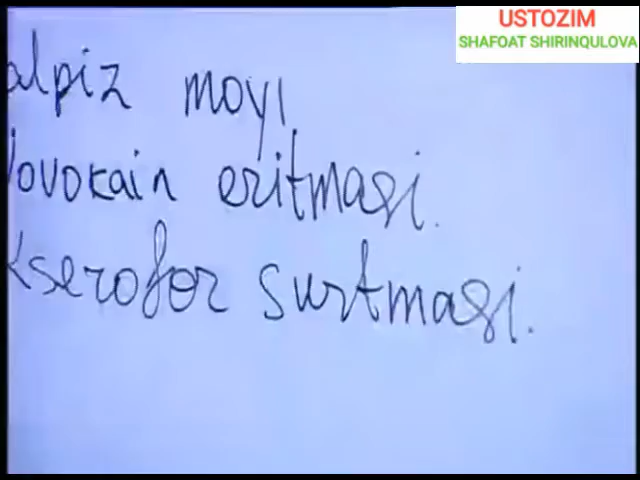 USTOZIM
SHAFOAT SHIRINQULOVA
alpiz moyi
ovokain eritmasi.
kserofor surtmasi.